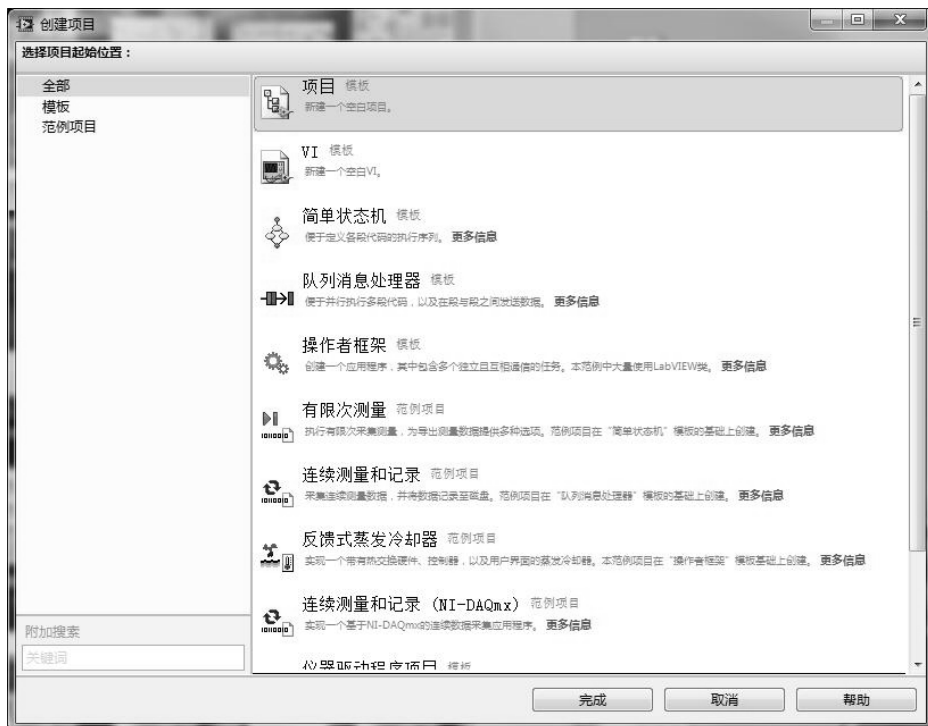 创建项目
选择项目起始位置：
全部
模板
范例项目
项目 模板
新建一个空白项目。
VI 模板
新建一个空白VI。
简单状态机 模板
便于定义各段代码的执行序列。 更多信息
队列消息处理器 模板
便于并行执行多段代码，以及在段与段之间发送数据。 更多信息
操作者框架 模板
创建一个应用程序，其中包含多个独立且互相通信的任务。本范例中大量使用LabVIEW类。 更多信息
有限次测量 范例项目
执行有限次采集测量，为导出测量数据提供多种选项。范例项目在“简单状态机”模板的基础上创建。 更多信息
连续测量和记录 范例项目
采集连续测量数据，并将数据记录至磁盘。范例项目在“队列消息处理器”模板的基础上创建。 更多信息
反馈式蒸发冷却器 范例项目
实现一个带有热交换硬件、控制器，以及用户界面的蒸发冷却器。本范例项目在“操作者框架”模板基础上创建。 更多信息
连续测量和记录 (NI-DAQmx) 范例项目
实现一个基于NI-DAQmx的连续数据采集应用程序。 更多信息
仪器驱动程序项目 模板
附加搜索
关键词
完成 取消 帮助